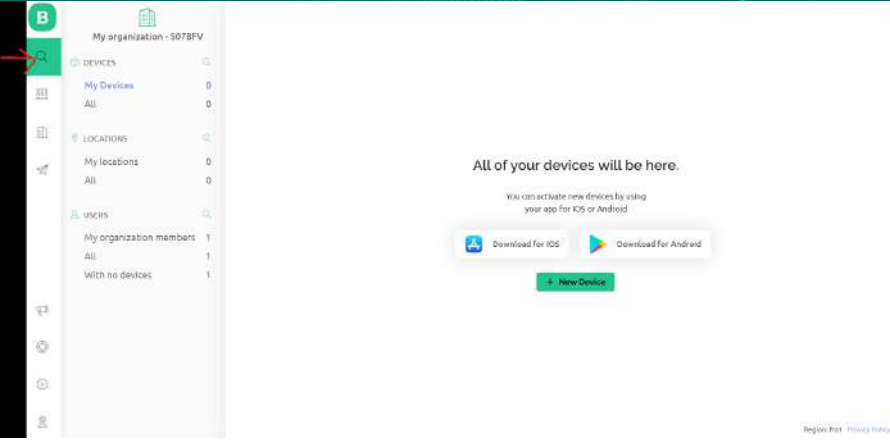 B
My organization - 5078FV
DEVICES
My Devices 0
All 0
LOCATIONS
My locations 0
All 0
USERS
My organization members 1
All 1
With no devices 1
All of your devices will be here.
You can activate new devices by using
your app for iOS or Android
Download for iOS
Download for Android
+ New Device
Region: Privacy Policy